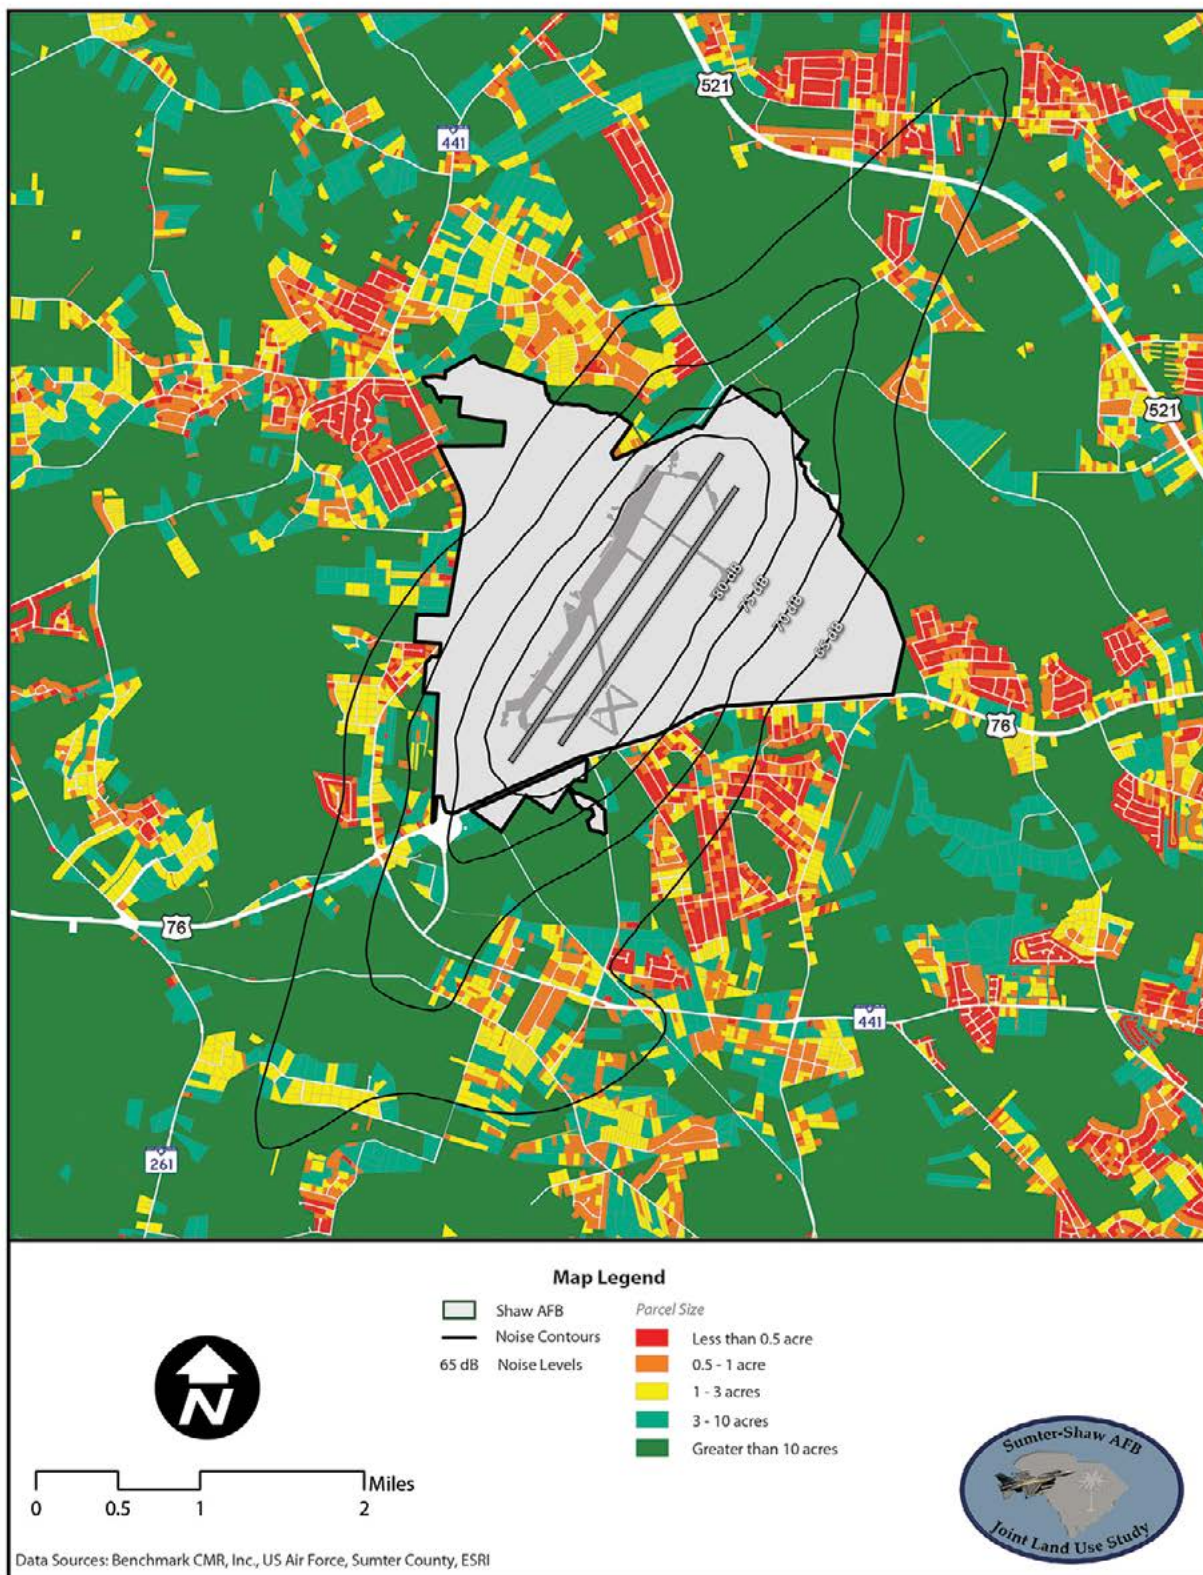 521
441
521
80 dB
75 dB
70 dB
65 dB
76
76
441
261
Map Legend
Shaw AFB
Noise Contours
65 dB Noise Levels
Parcel Size
Less than 0.5 acre
0.5 - 1 acre
1 - 3 acres
3 - 10 acres
Greater than 10 acres
N
Miles
0 0.5 1 2
Sumter-Shaw AFB
Joint Land Use Study
Data Sources: Benchmark CMR, Inc., US Air Force, Sumter County, ESRI